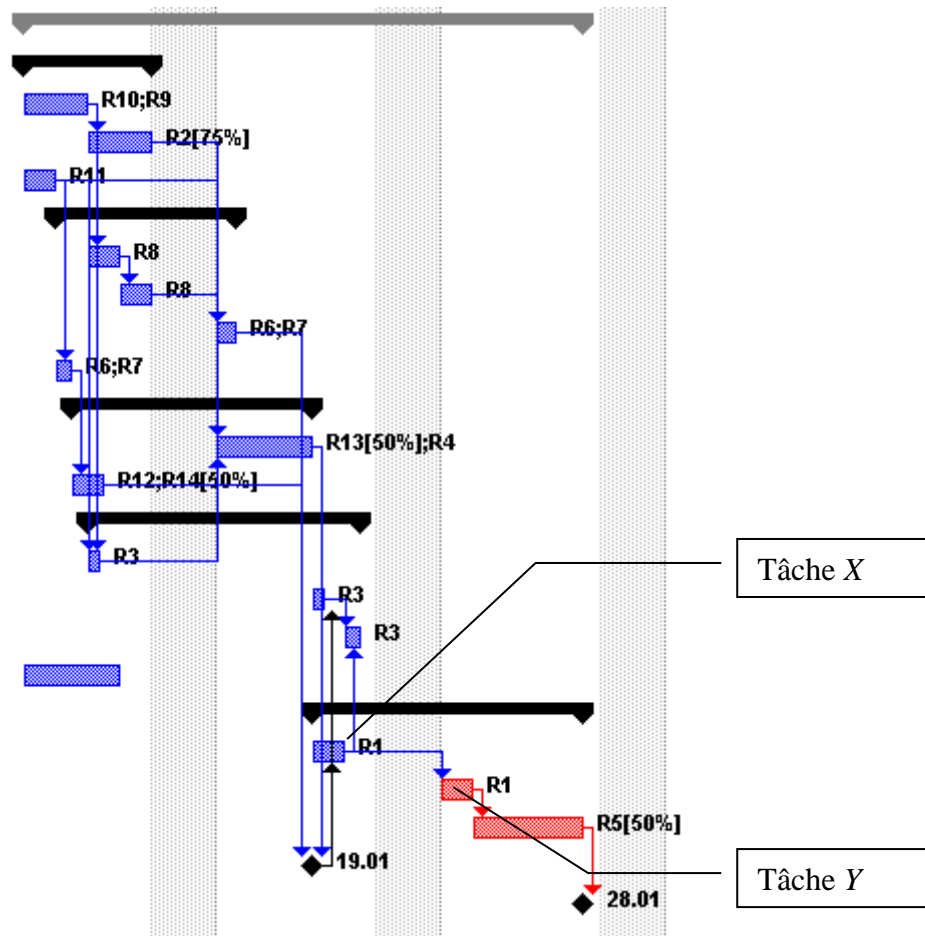 R10;R9
R2[75%]
R11
R8
R8
R6;R7
R6;R7
R13[50%];R4
R12;R14[50%]
R3
Tâche X
R3
R3
R1
R1
R5[50%]
19.01
Tâche Y
28.01